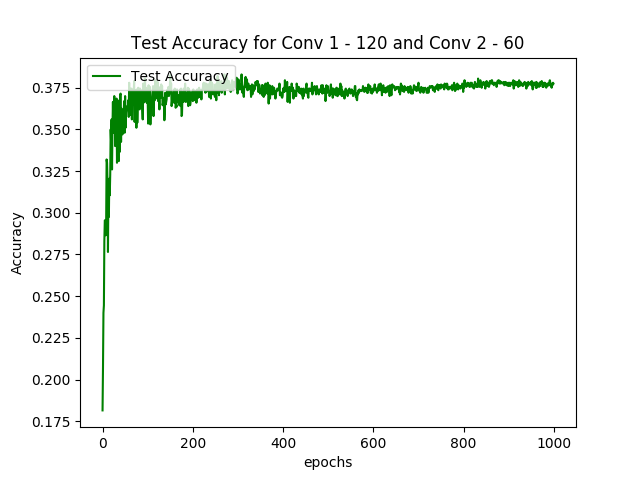 Test Accuracy for Conv 1 - 120 and Conv 2 - 60
Test Accuracy
0.375
0.350
0.325
0.300
0.275
0.250
0.225
0.200
0.175
Accuracy
0 200 400 600 800 1000
epochs